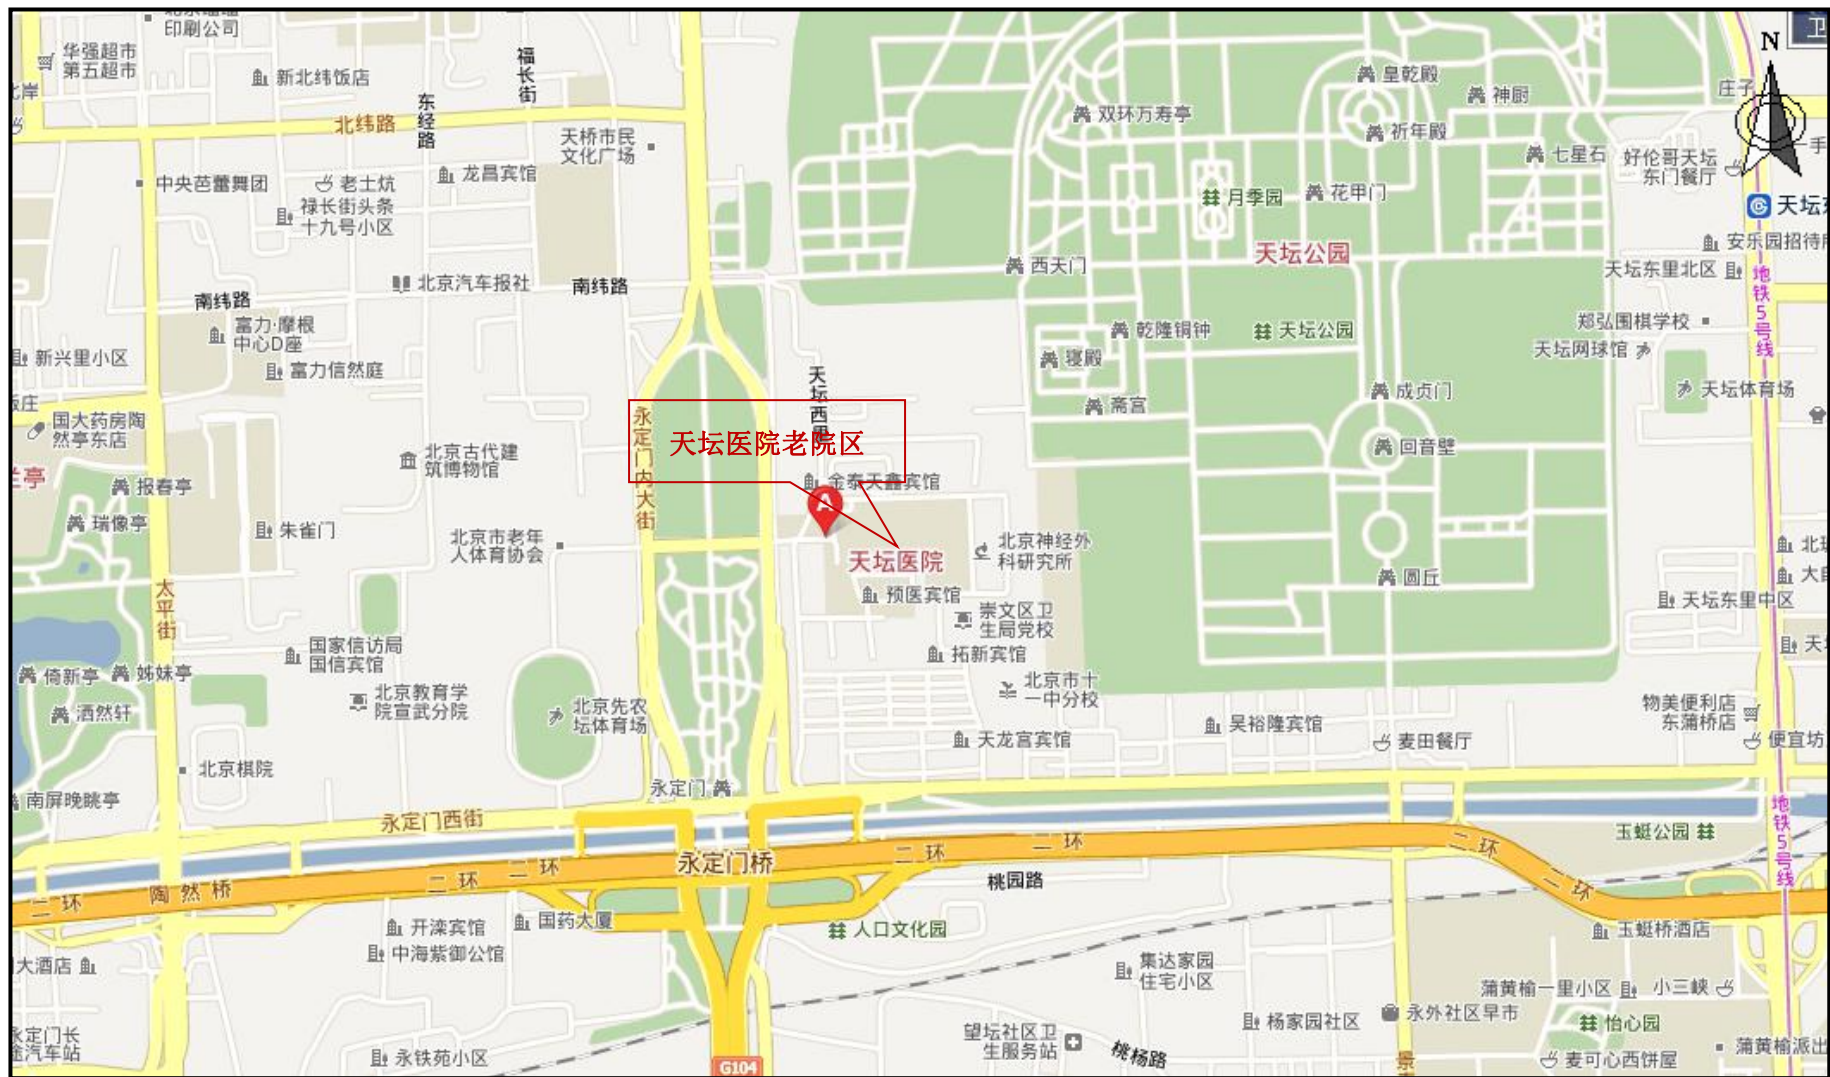 印刷公司
华强超市
第五超市
新北纬饭店
福长街
东经路
北纬路
天桥市民
文化广场
中央芭蕾舞团
老土炕
龙昌宾馆
禄长街头条
十九号小区
北京汽车报社
南纬路
南纬路
富力·摩根
中心D座
新兴里小区
富力信然庭
国大药房陶
然亭东店
报春亭
瑞像亭
朱雀门
北京古代建
筑博物馆
北京市老年
人体育协会
永定门内大街
天坛西里
天坛医院老院区
金泰天鑫宾馆
A
天坛医院
北京神经外
科研究所
预医宾馆
崇文区卫
生局党校
拓新宾馆
北京市十
一中分校
天龙宫宾馆
吴裕隆宾馆
麦田餐厅
太平街
国家信访局
国信宾馆
北京教育学
院宣武分院
北京先农
坛体育场
倚新亭
姊妹亭
洒然轩
北京棋院
南屏晚眺亭
永定门
永定门西街
双环万寿亭
皇乾殿
神厨
祈年殿
七星石
月季园
花甲门
天坛公园
西天门
乾隆铜钟
天坛公园
寝殿
斋宫
成贞门
回音壁
圆丘
N
卫
庄子
好伦哥天坛
东门餐厅
天坛东
安乐园招待所
天坛东里北区
地铁5号线
郑弘围棋学校
天坛网球馆
天坛体育场
天坛东里中区
物美便利店
东蒲桥店
便宜坊
地铁5号线
玉蜓公园
二环
陶然桥
二环
二环
永定门桥
二环
二环
二环
二环
桃园路
开滦宾馆
国药大厦
中海紫御公馆
人口文化园
玉蜓桥酒店
大酒店
集达家园
住宅小区
蒲黄榆一里小区
小三峡
杨家园社区
永外社区早市
怡心园
永定门长
途汽车站
永铁苑小区
G104
望坛社区卫
生服务站
桃杨路
景
麦可心西饼屋
蒲黄榆派出